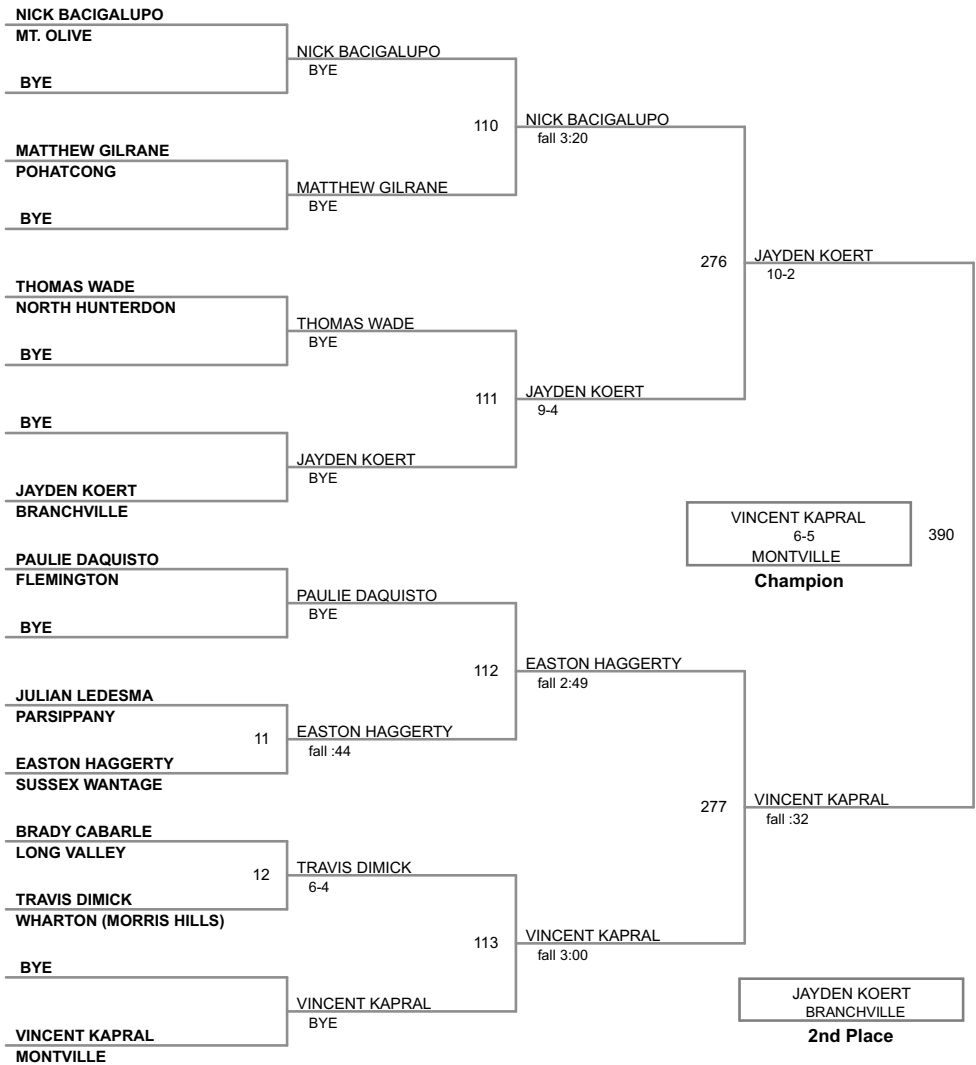 NICK BACIGALUPO
MT. OLIVE
BYE
MATTHEW GILRANE
POHATCONG
BYE
THOMAS WADE
NORTH HUNTERDON
BYE
BYE
JAYDEN KOERT
BRANCHVILLE
PAULIE DAQUISTO
FLEMINGTON
BYE
JULIAN LEDESMA
PARSIPPANY
11
EASTON HAGGERTY
SUSSEX WANTAGE
BRADY CABARLE
LONG VALLEY
12
TRAVIS DIMICK
WHARTON (MORRIS HILLS)
BYE
VINCENT KAPRAL
MONTVILLE
NICK BACIGALUPO
BYE
110
MATTHEW GILRANE
BYE
THOMAS WADE
BYE
111
JAYDEN KOERT
BYE
PAULIE DAQUISTO
BYE
112
EASTON HAGGERTY
fall :44
TRAVIS DIMICK
6-4
113
VINCENT KAPRAL
BYE
NICK BACIGALUPO
fall 3:20
276
JAYDEN KOERT
9-4
EASTON HAGGERTY
fall 2:49
277
VINCENT KAPRAL
fall 3:00
JAYDEN KOERT
10-2
VINCENT KAPRAL
6-5
MONTVILLE
Champion
390
VINCENT KAPRAL
fall :32
JAYDEN KOERT
BRANCHVILLE
2nd Place